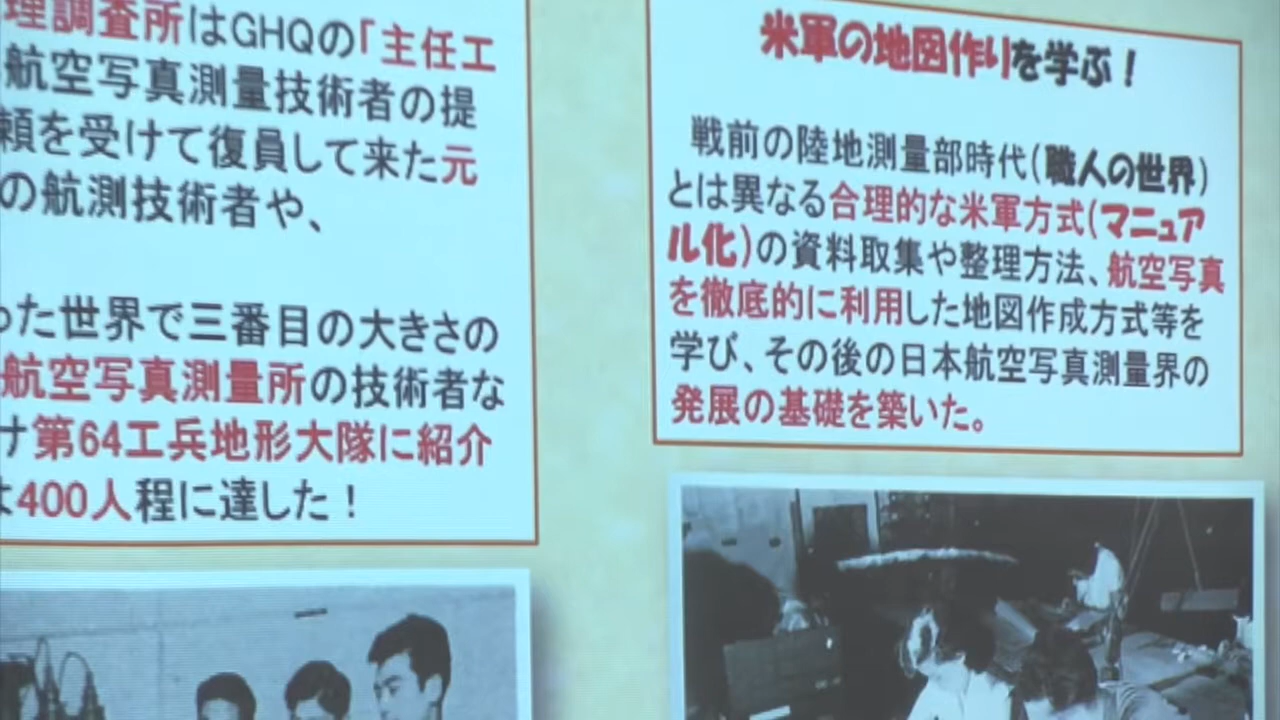 理調査所はGHQの「主任工
航空写真測量技術者の提
頼を受けて復員して来た元
の航測技術者や、
った世界で三番目の大きさの
航空写真測量所の技術者な
け第64工兵地形大隊に紹介
は400人程に達した！
米軍の地図作りを学ぶ！
戦前の陸地測量部時代(職人の世界)
とは異なる合理的な米軍方式(マニュア
ル化)の資料取集や整理方法、航空写真
を徹底的に利用した地図作成方式等を
学び、その後の日本航空写真測量界の
発展の基礎を築いた。